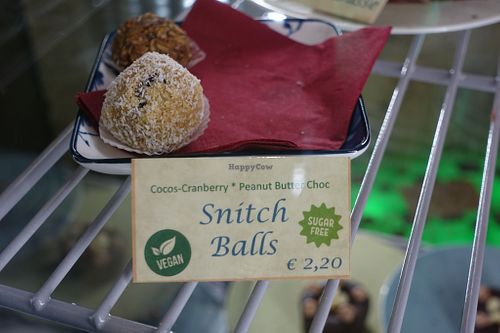 HappyCow
Cocos-Cranberry * Peanut Butter Choc
Snitch
Balls
SUGAR
FREE
VEGAN
€ 2,20